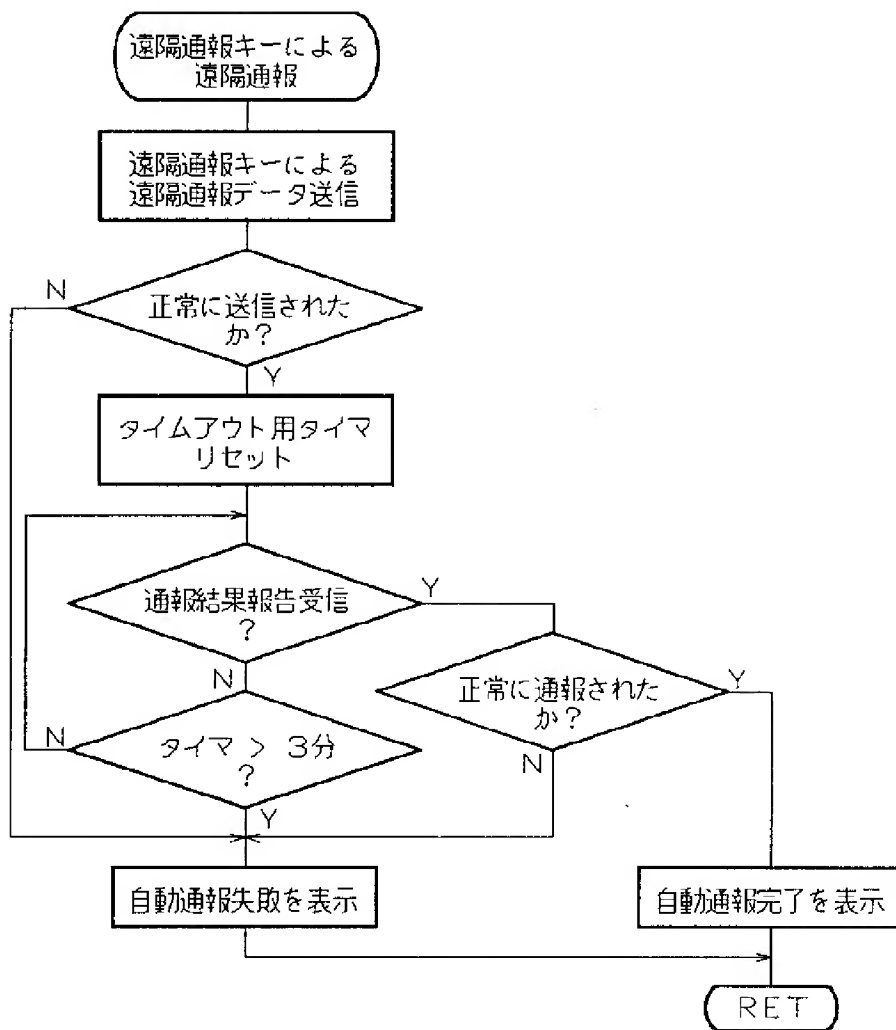 遠隔通報キーによる
遠隔通報
遠隔通報キーによる
遠隔通報データ送信
N
正常に送信された
か?
Y
タイムアウト用タイマ
リセット
通報結果報告受信
?
Y
N
正常に通報された
か?
Y
N
タイマ > 3分
?
N
Y
自動通報失敗を表示
自動通報完了を表示
RET